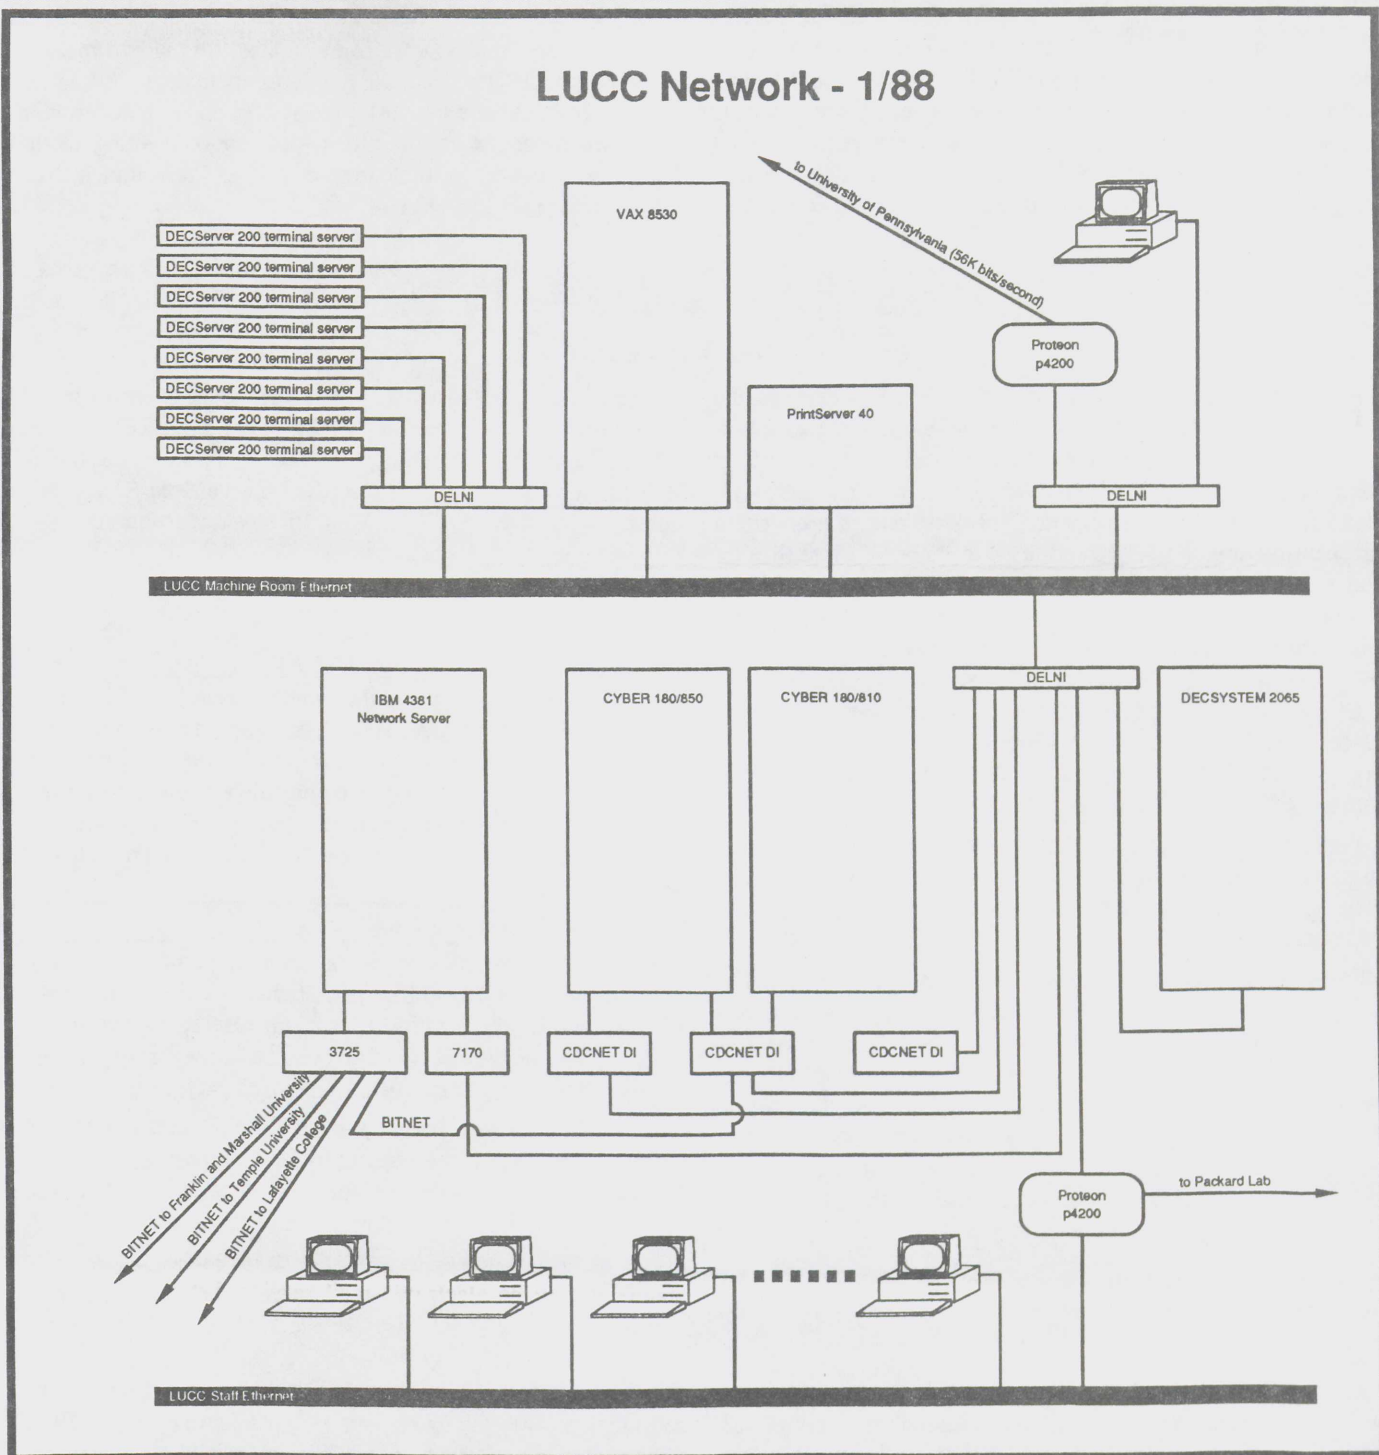 LUCC Network - 1/88
to University of Pennsylvania (56K bits/second)
VAX 8530
DECServer 200 terminal server
DECServer 200 terminal server
DECServer 200 terminal server
DECServer 200 terminal server
DECServer 200 terminal server
DECServer 200 terminal server
DECServer 200 terminal server
DECServer 200 terminal server
Proteon
p4200
PrintServer 40
DELNI
DELNI
LUCC Machine Room Ethernet
IBM 4381
Network Server
CYBER 180/850
CYBER 180/810
DELNI
DECSYSTEM 2065
3725
7170
CDCNET DI
CDCNET DI
CDCNET DI
BITNET
BITNET to Franklin and Marshall University
BITNET to Temple University
BITNET to Lafayette College
Proteon
p4200
to Packard Lab
LUCC Staff Ethernet